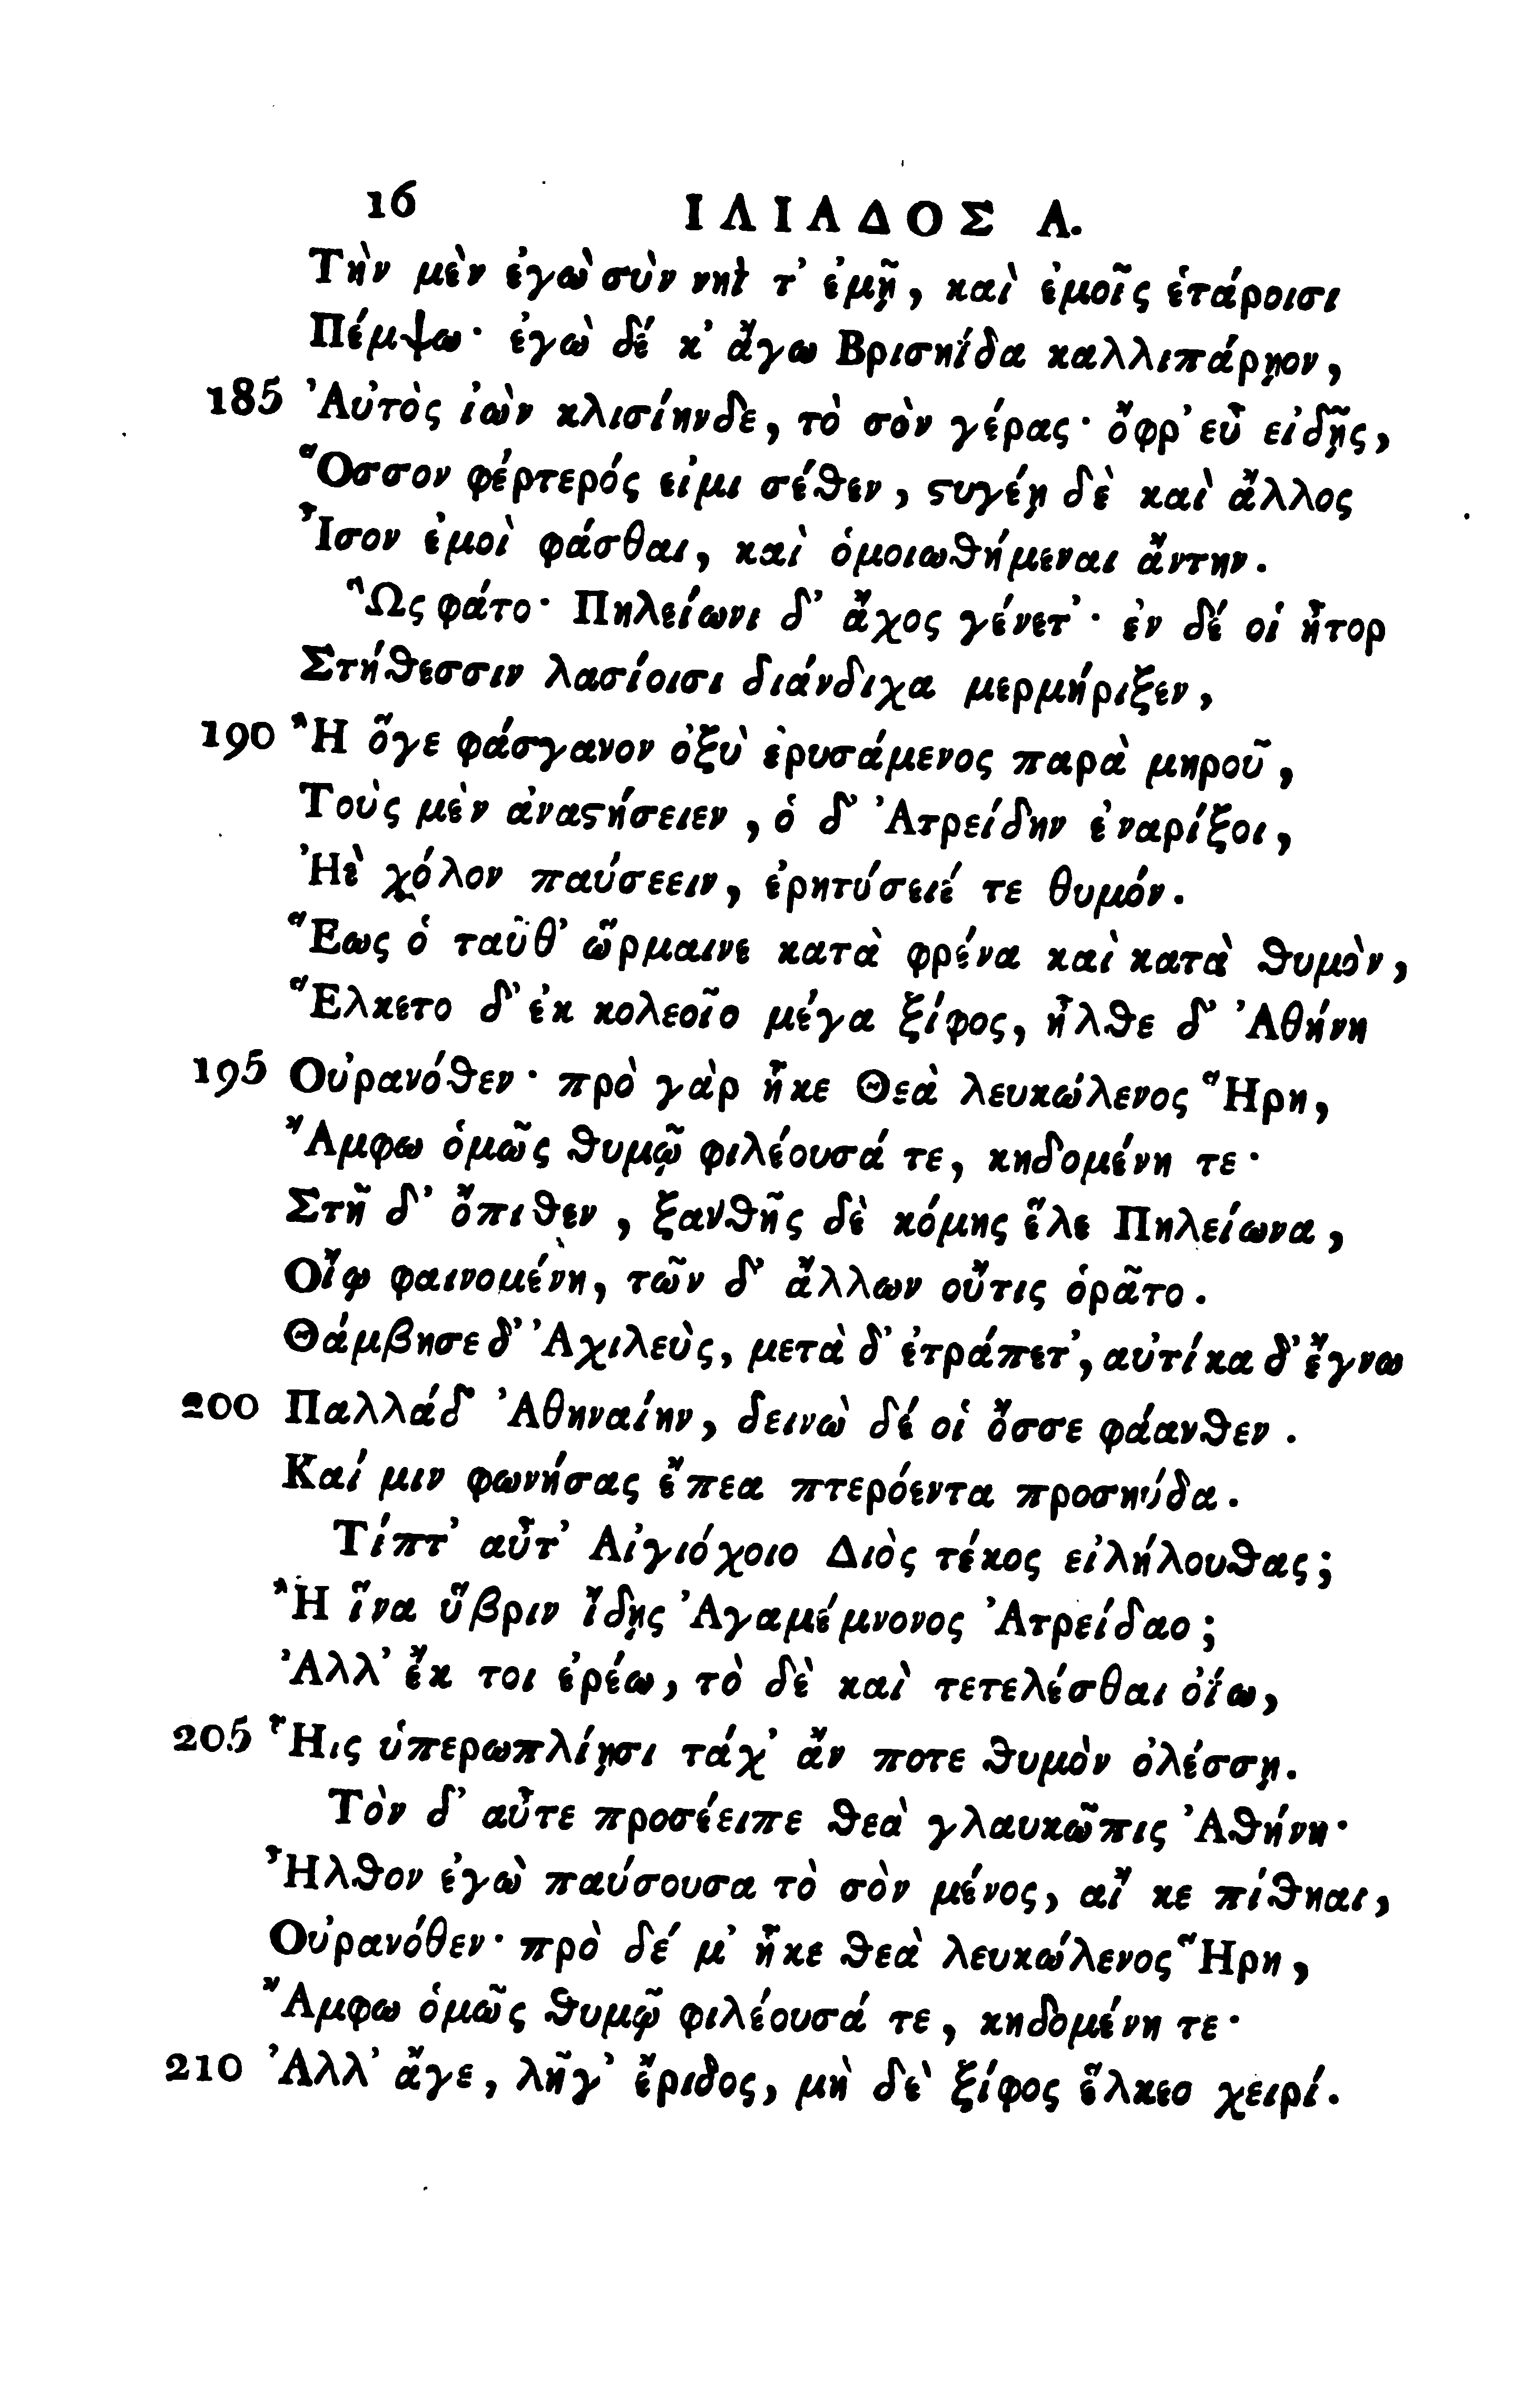 16 ΙΛΙΑΔΟΣ Α.
Τὴν μὲν ἐγὼ σὺν νηῒ τ’ ἐμῇ, καὶ ἐμοῖς ἑτάροισι
Πέμψω· ἐγὼ δέ κ’ ἄγω Βρισηΐδα καλλιπάρῃον,
185 Ἀὐτὸς ἰὼν κλισίηνδε, τὸ σὸν γέρας· ὄφρ’ εὖ εἰδῇς,
Ὅσσον φέρτερός εἰμι σέθεν, ϛυγέῃ δὲ καὶ ἄλλος
Ἶσον ἐμοὶ φάσθαι, καὶ ὁμοιωθήμεναι ἄντην.
Ὣς φάτο· Πηλείωνι δ’ ἄχος γένετ’· ἐν δέ οἱ ἦτορ
Στήθεσσιν λασίοισι διάνδιχα μερμήριξεν,
190 Ἢ ὅγε φάσγανον ὀξὺ ἐρυσάμενος παρὰ μηροῦ,
Τοὺς μὲν ἀναϛήσειεν, ὁ δ’ Ἀτρείδην ἐναρίξοι,
Ἠὲ χόλον παύσεειν, ἐρητύσειέ τε θυμόν.
Ἕως ὁ ταῦθ’ ὥρμαινε κατὰ φρένα καὶ κατὰ θυμὸν,
Ἕλκετο δ’ ἐκ κολεοῖο μέγα ξίφος, ἦλθε δ’ Ἀθήνη
195 Οὐρανόθεν· πρὸ γὰρ ἧκε Θεὰ λευκώλενος Ἥρη,
Ἄμφω ὁμῶς θυμῷ φιλέουσά τε, κηδομένη τε·
Στῆ δ’ ὄπιθεν, ξανθῆς δὲ κόμης ἕλε Πηλείωνα,
Οἴῳ φαινομένη, τῶν δ’ ἄλλων οὔτις ὁρᾶτο.
Θάμβησε δ’ Ἀχιλεὺς, μετὰ δ’ ἐτράπετ’, αὐτίκα δ’ ἔγνω
200 Παλλάδ’ Ἀθηναίην, δεινὼ δέ οἱ ὄσσε φάανθεν.
Καί μιν φωνήσας ἔπεα πτερόεντα προσηύδα.
Τίπτ’ αὖτ’ Αἰγιόχοιο Διὸς τέκος εἰλήλουθας;
Ἢ ἵνα ὕβριν ἴδῃς Ἀγαμέμνονος Ἀτρείδαο;
Ἀλλ’ ἔκ τοι ἐρέω, τὸ δὲ καὶ τετελέσθαι ὀΐω,
205 Ἧις ὑπερωπλίῃσι τάχ’ ἄν ποτε θυμὸν ὀλέσσῃ.
Τὸν δ’ αὖτε προσέειπε θεὰ γλαυκῶπις Ἀθήνη·
Ἦλθον ἐγὼ παύσουσα τὸ σὸν μένος, αἴ κε πίθηαι,
Οὐρανόθεν· πρὸ δέ μ’ ἧκε θεὰ λευκώλενος Ἥρη,
Ἄμφω ὁμῶς θυμῷ φιλέουσά τε, κηδομένη τε·
210 Ἀλλ’ ἄγε, λῆγ’ ἔριδος, μὴ δὲ ξίφος ἕλκεο χειρί.